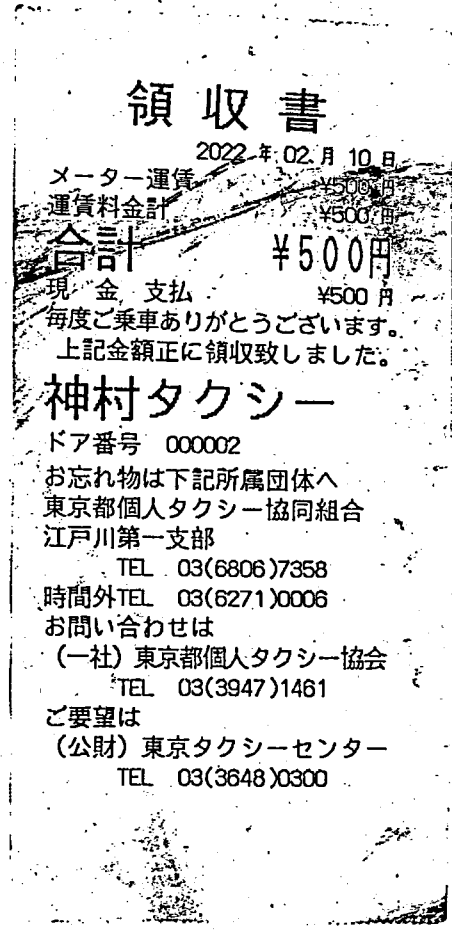 領収書
2022年02月10日
メーター運賃 ¥500円
運賃料金計 ¥500円
合計 ¥500円
現金支払 ¥500円
毎度ご乗車ありがとうございます。
上記金額正に領収致しました。
神村タクシー
ドア番号 000002
お忘れ物は下記所属団体へ
東京都個人タクシー協同組合
江戸川第一支部
TEL 03(6806)7358
時間外TEL 03(6271)0006
お問い合わせは
(一社)東京都個人タクシー協会
TEL 03(3947)1461
ご要望は
(公財)東京タクシーセンター
TEL 03(3648)0300